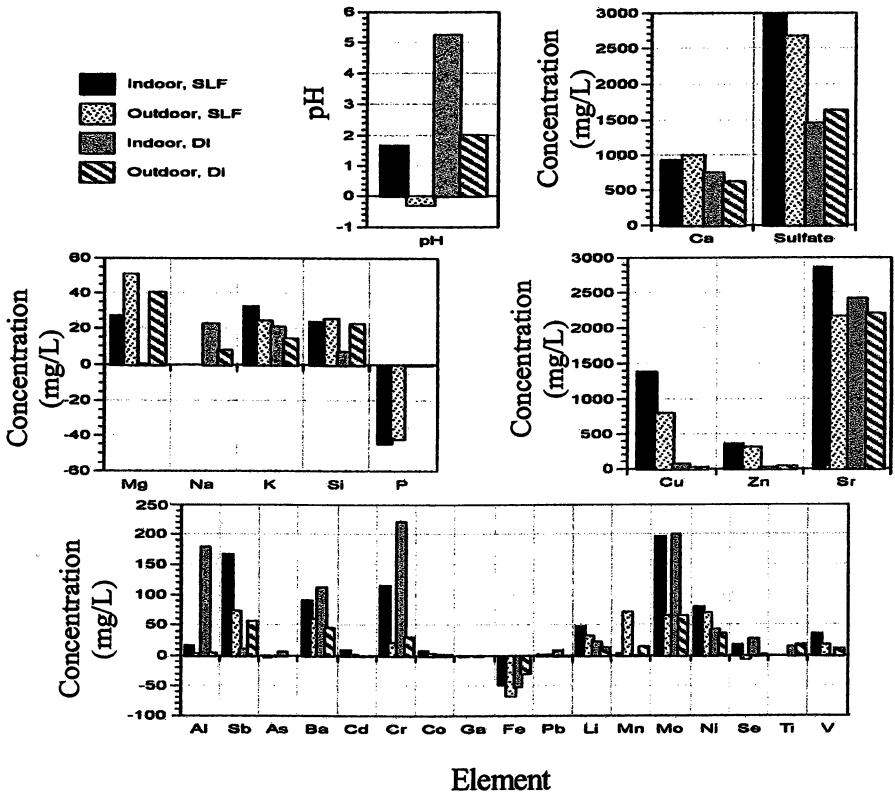 Indoor, SLF
Outdoor, SLF
Indoor, DI
Outdoor, DI
pH
6
5
4
3
2
1
0
-1
pH
Concentration
(mg/L)
3000
2500
2000
1500
1000
500
0
Ca Sulfate
Concentration
(mg/L)
60
40
20
0
-20
-40
-60
Mg Na K Si P
Concentration
(mg/L)
3000
2500
2000
1500
1000
500
0
Cu Zn Sr
Concentration
(mg/L)
250
200
150
100
50
0
-50
-100
Al Sb As Ba Cd Cr Co Ga Fe Pb Li Mn Mo Ni Se Ti V
Element